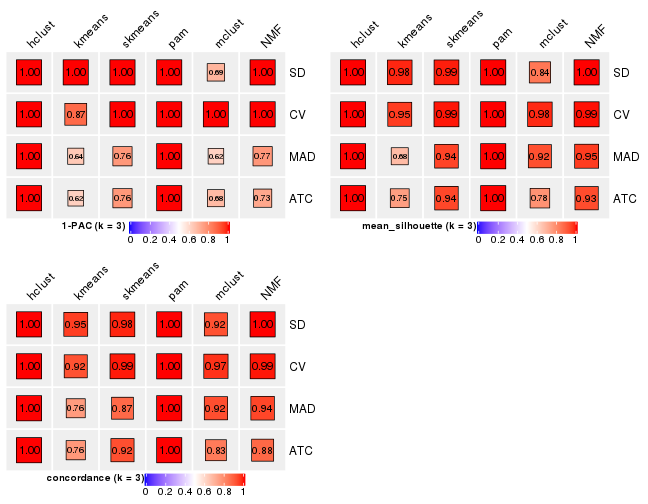 hclust kmeans skmeans pam mclust NMF
1.00 1.00 1.00 1.00 0.69 1.00 SD
1.00 0.87 1.00 1.00 1.00 1.00 CV
1.00 0.64 0.76 1.00 0.62 0.77 MAD
1.00 0.62 0.76 1.00 0.68 0.73 ATC
1-PAC (k = 3)
0 0.2 0.4 0.6 0.8 1
hclust kmeans skmeans pam mclust NMF
1.00 0.98 0.99 1.00 0.84 1.00 SD
1.00 0.95 0.99 1.00 0.98 0.99 CV
1.00 0.68 0.94 1.00 0.92 0.95 MAD
1.00 0.75 0.94 1.00 0.78 0.93 ATC
mean_silhouette (k = 3)
0 0.2 0.4 0.6 0.8 1
hclust kmeans skmeans pam mclust NMF
1.00 0.95 0.98 1.00 0.92 1.00 SD
1.00 0.92 0.99 1.00 0.97 0.99 CV
1.00 0.76 0.87 1.00 0.92 0.94 MAD
1.00 0.76 0.92 1.00 0.83 0.88 ATC
concordance (k = 3)
0 0.2 0.4 0.6 0.8 1